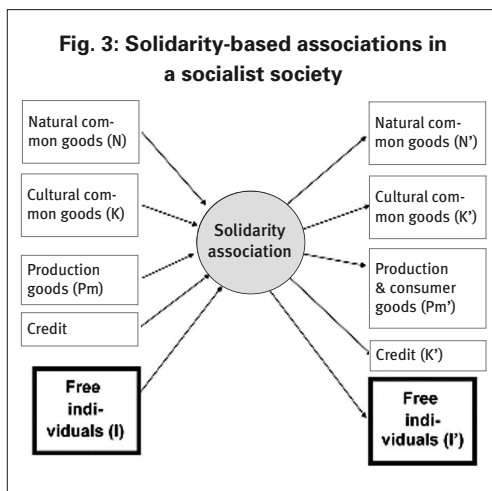 Fig. 3: Solidarity-based associations in
a socialist society
Natural com-
mon goods (N)
Cultural com-
mon goods (K)
Production
goods (Pm)
Credit
Free
indi-
viduals (I)
Solidarity
association
Natural com-
mon goods (N’)
Cultural com-
mon goods (K’)
Production
& consumer
goods (Pm’)
Credit (K’)
Free
indi-
viduals (I’)